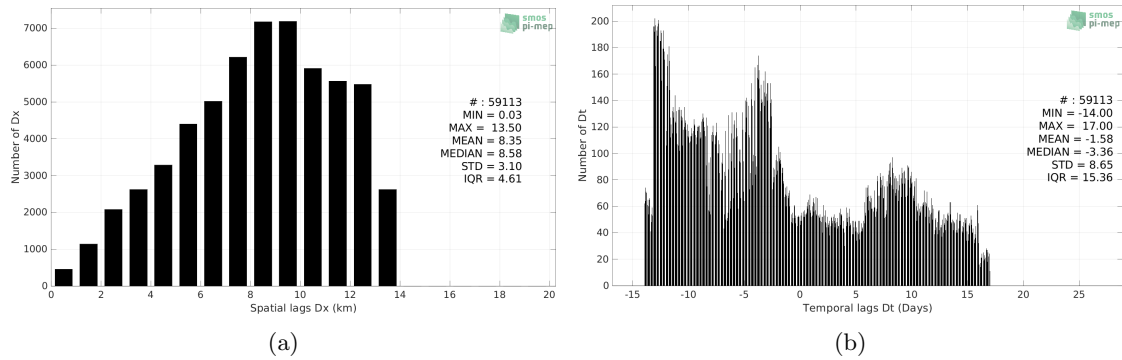 7000
6000
5000
4000
3000
2000
1000
0
Number of Dx
0 2 4 6 8 10 12 14 16 18 20
Spatial lags Dx (km)
smos
pi-mep
# : 59113
MIN = 0.03
MAX = 13.50
MEAN = 8.35
MEDIAN = 8.58
STD = 3.10
IQR = 4.61
(a)
200
180
160
140
120
100
80
60
40
20
0
Number of Dt
-15 -10 -5 0 5 10 15 20 25
Temporal lags Dt (Days)
smos
pi-mep
# : 59113
MIN = -14.00
MAX = 17.00
MEAN = -1.58
MEDIAN = -3.36
STD = 8.65
IQR = 15.36
(b)